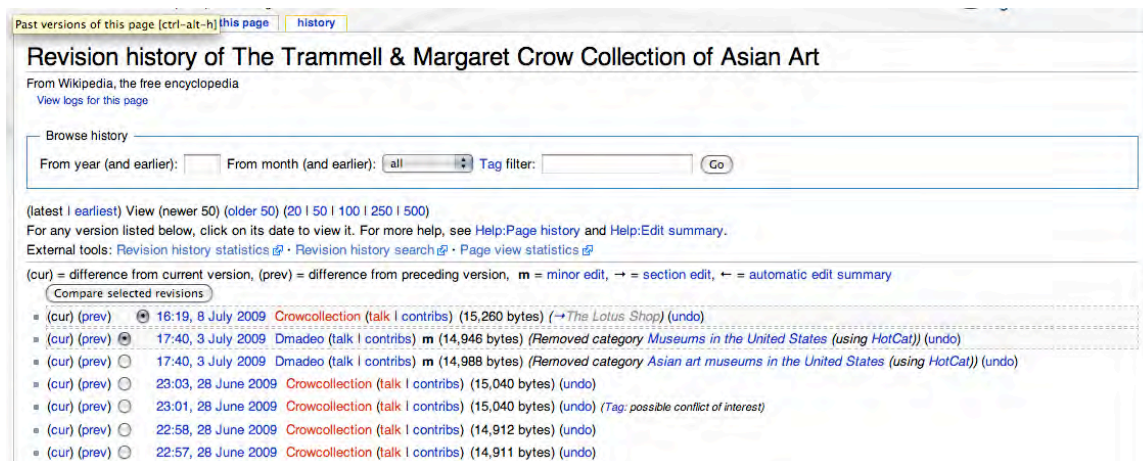 Past versions of this page [ctrl-alt-h] this page history
Revision history of The Trammell & Margaret Crow Collection of Asian Art
From Wikipedia, the free encyclopedia
View logs for this page
Browse history
From year (and earlier): From month (and earlier): all Tag filter: Go
(latest | earliest) View (newer 50) (older 50) (20 | 50 | 100 | 250 | 500)
For any version listed below, click on its date to view it. For more help, see Help:Page history and Help:Edit summary.
External tools: Revision history statistics · Revision history search · Page view statistics
(cur) = difference from current version, (prev) = difference from preceding version, m = minor edit, → = section edit, ← = automatic edit summary
Compare selected revisions
(cur) (prev) 16:19, 8 July 2009 Crowcollection (talk | contribs) (15,260 bytes) (→The Lotus Shop) (undo)
(cur) (prev) 17:40, 3 July 2009 Dmadeo (talk | contribs) m (14,946 bytes) (Removed category Museums in the United States (using HotCat)) (undo)
(cur) (prev) 17:40, 3 July 2009 Dmadeo (talk | contribs) m (14,988 bytes) (Removed category Asian art museums in the United States (using HotCat)) (undo)
(cur) (prev) 23:03, 28 June 2009 Crowcollection (talk | contribs) (15,040 bytes) (undo)
(cur) (prev) 23:01, 28 June 2009 Crowcollection (talk | contribs) (15,040 bytes) (undo) (Tag: possible conflict of interest)
(cur) (prev) 22:58, 28 June 2009 Crowcollection (talk | contribs) (14,912 bytes) (undo)
(cur) (prev) 22:57, 28 June 2009 Crowcollection (talk | contribs) (14,911 bytes) (undo)